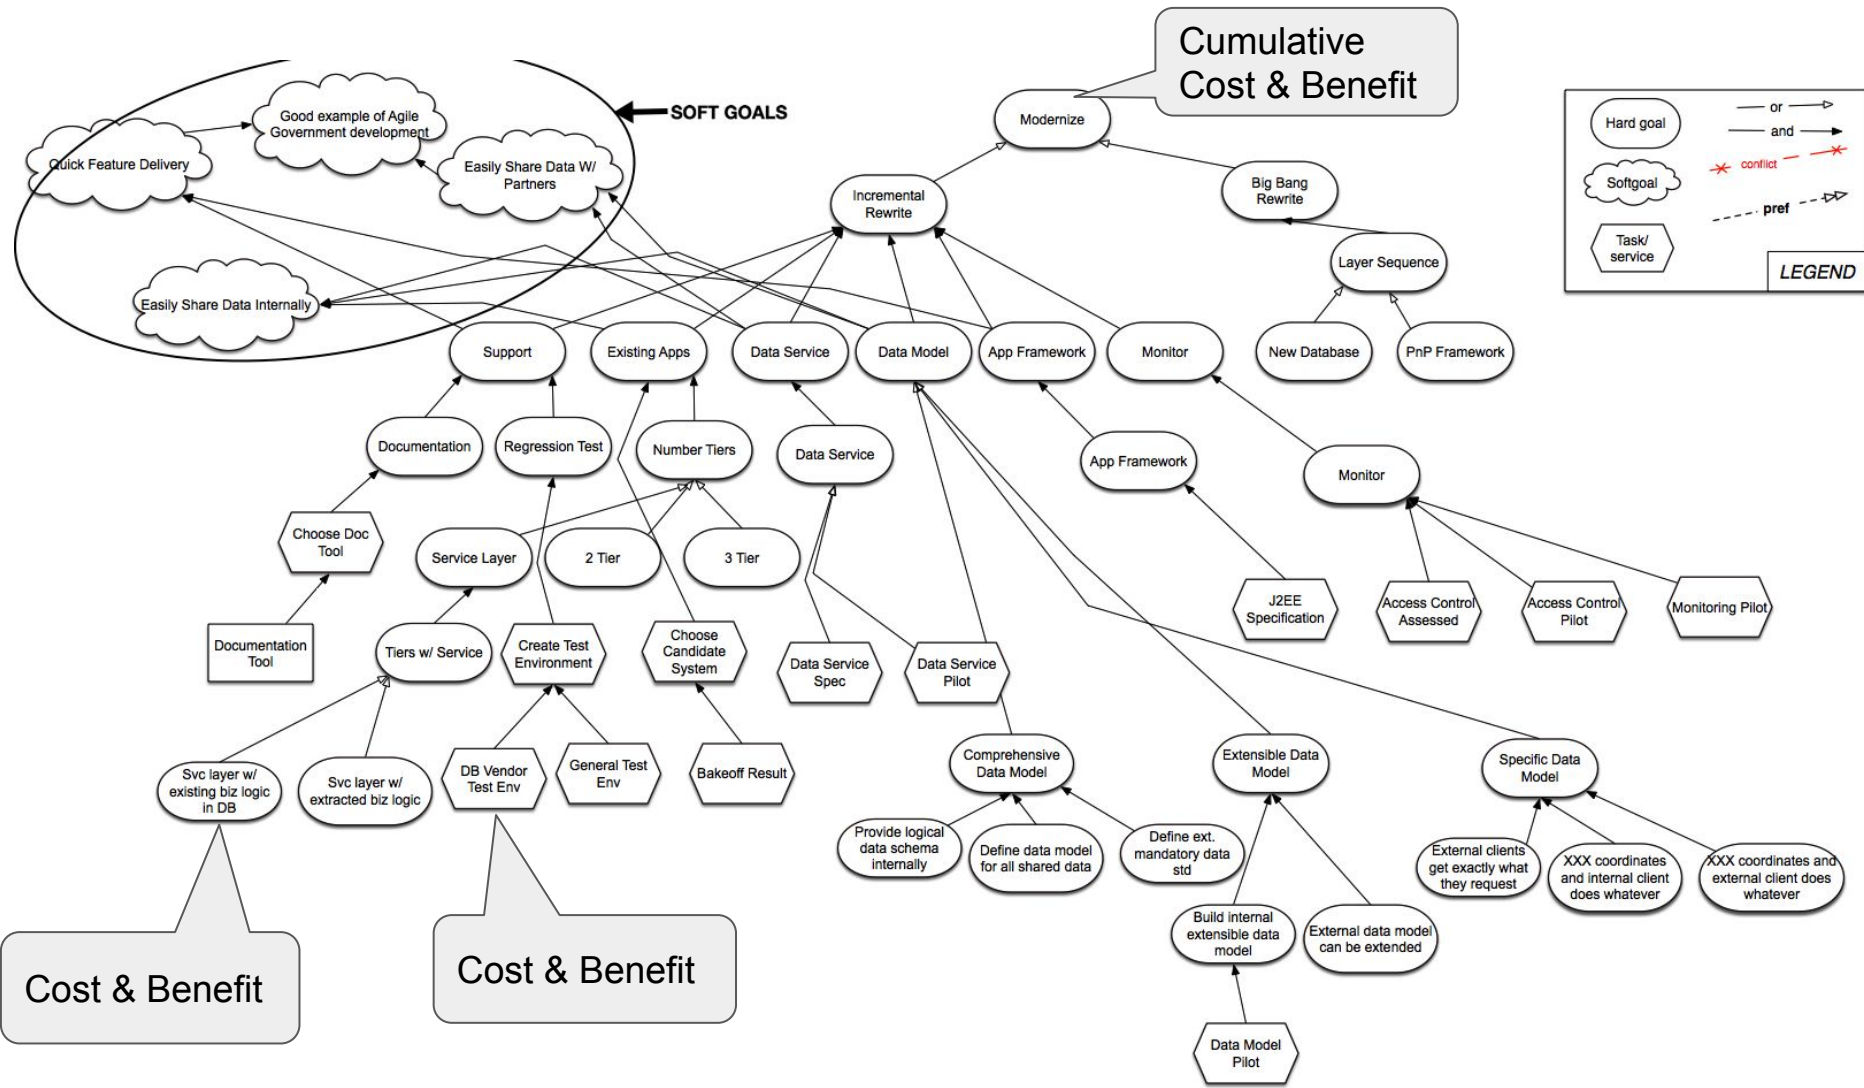 Cumulative
Cost & Benefit
SOFT GOALS
Good example of Agile
Government development
Quick Feature Delivery
Easily Share Data W/
Partners
Easily Share Data Internally
Modernize
Incremental
Rewrite
Big Bang
Rewrite
Layer Sequence
New Database
PnP Framework
Hard goal
or
and
conflict
Softgoal
pref
Task/
service
LEGEND
Support
Existing Apps
Data Service
Data Model
App Framework
Monitor
Documentation
Regression Test
Number Tiers
Data Service
App Framework
Monitor
Choose Doc
Tool
Service Layer
2 Tier
3 Tier
J2EE
Specification
Access Control
Assessed
Access Control
Pilot
Monitoring Pilot
Documentation
Tool
Tiers w/ Service
Create Test
Environment
Choose
Candidate
System
Data Service
Spec
Data Service
Pilot
Svc layer w/
existing biz logic
in DB
Svc layer w/
extracted biz logic
DB Vendor
Test Env
General Test
Env
Bakeoff Result
Comprehensive
Data Model
Extensible Data
Model
Specific Data
Model
Provide logical
data schema
internally
Define data model
for all shared data
Define ext.
mandatory data
std
External clients
get exactly what
they request
XXX coordinates
and internal client
does whatever
XXX coordinates and
external client does
whatever
Build internal
extensible data
model
External data model
can be extended
Data Model
Pilot
Cost & Benefit
Cost & Benefit